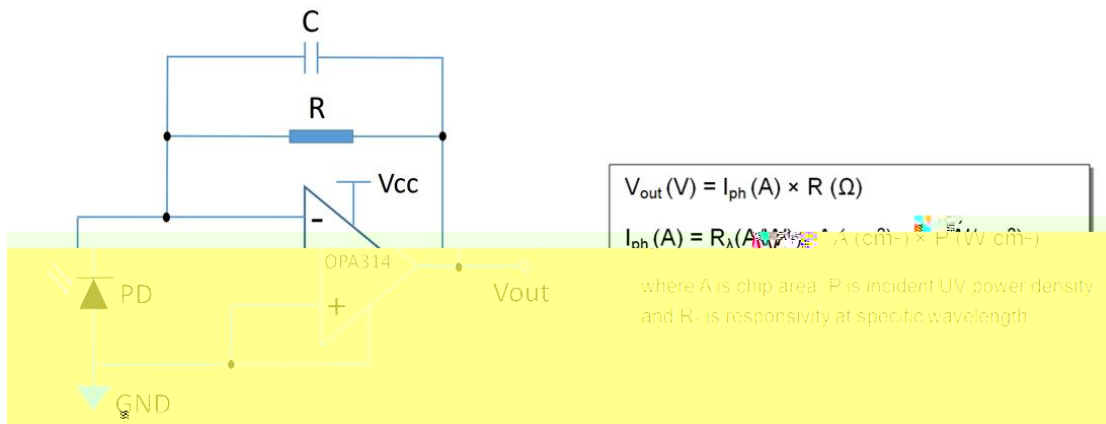 C
R
Vcc
-
OPA314
+
PD
Vout
GND
Vout (V) = Iph (A) × R (Ω)
Iph (A) = Rλ(A
A (cm
) × P (W cm
where A is chip area, P is incident UV power density
and R
is responsivity at specific wavelength